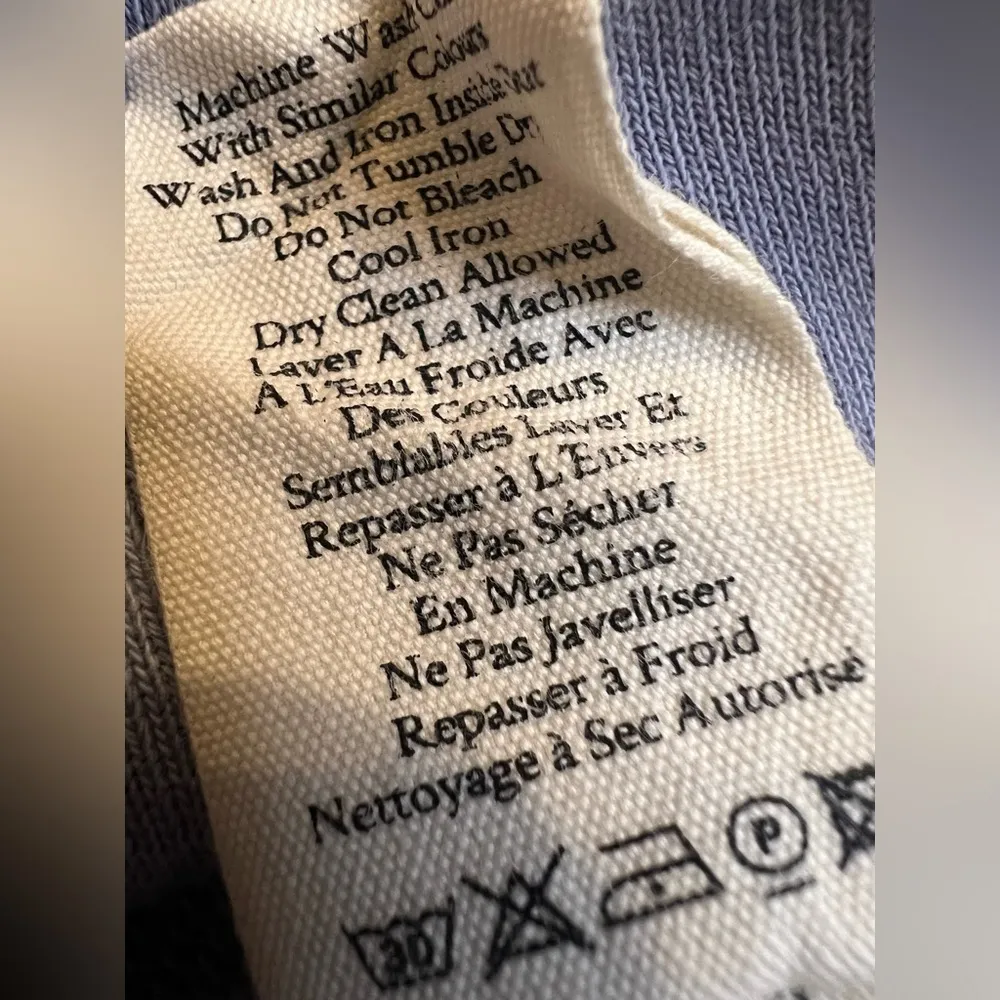 Machine Wash
With Similar Colours
Wash And Iron Inside Out
Do Not Tumble Dry
Do Not Bleach
Cool Iron
Dry Clean Allowed
Laver A La Machine
A L'Eau Froide Avec
Des Couleurs
Semblables Laver Et
Repasser à L'Envers
Ne Pas Sécher
En Machine
Ne Pas Javelliser
Repasser à Froid
Nettoyage à Sec Autorisé
30 P